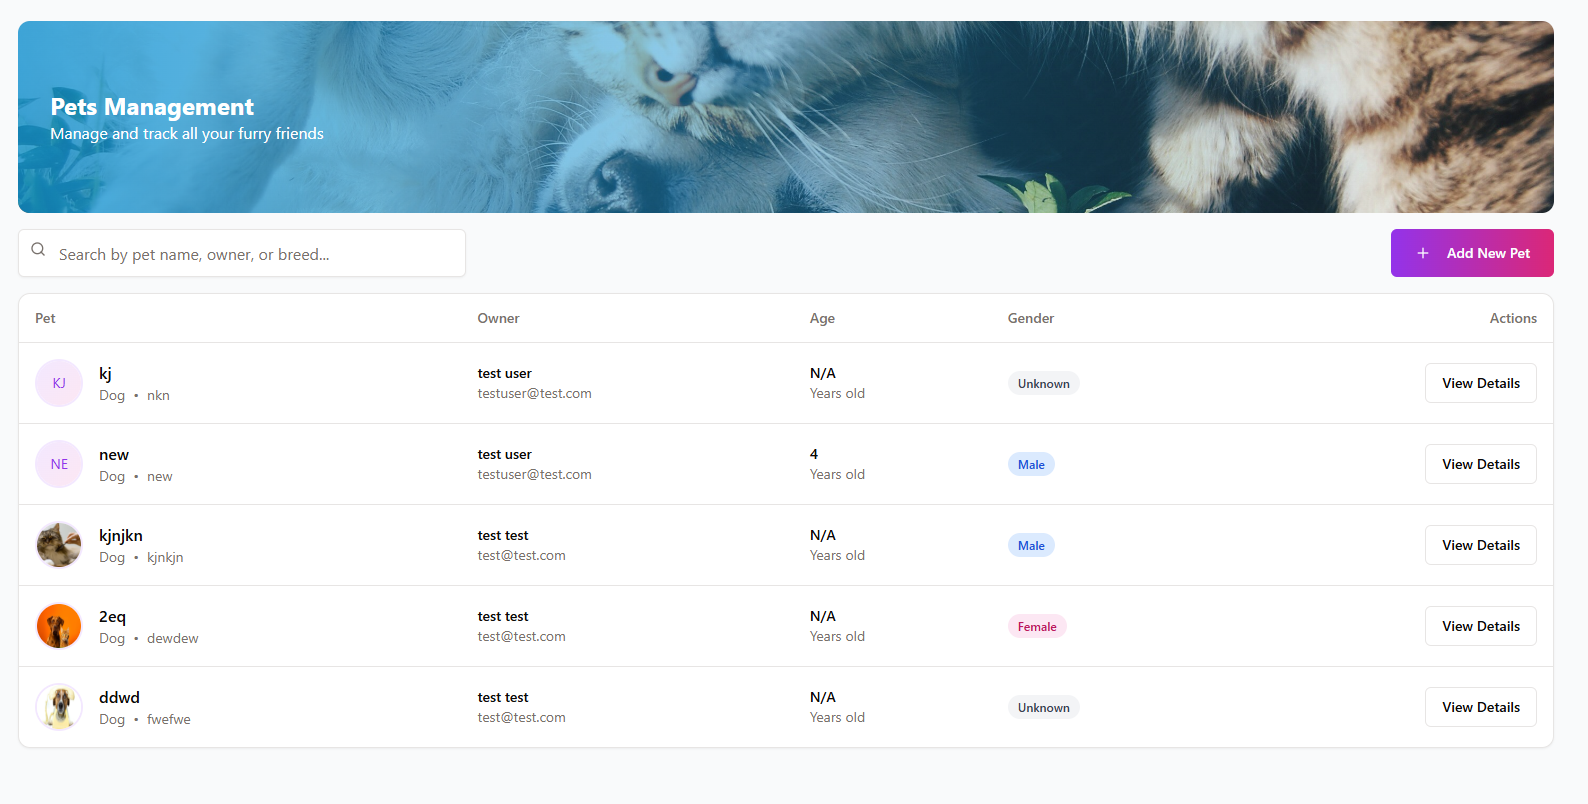 Pets Management
Manage and track all your furry friends
Search by pet name, owner, or breed...
+ Add New Pet
Pet Owner Age Gender Actions
KJ kj test user N/A Unknown View Details
Dog • nkn testuser@test.com Years old
NE new test user 4 Male View Details
Dog • new testuser@test.com Years old
kjnjkn test test N/A Male View Details
Dog • kjnkjn test@test.com Years old
2eq test test N/A Female View Details
Dog • dewdew test@test.com Years old
ddwd test test N/A Unknown View Details
Dog • fwefwe test@test.com Years old